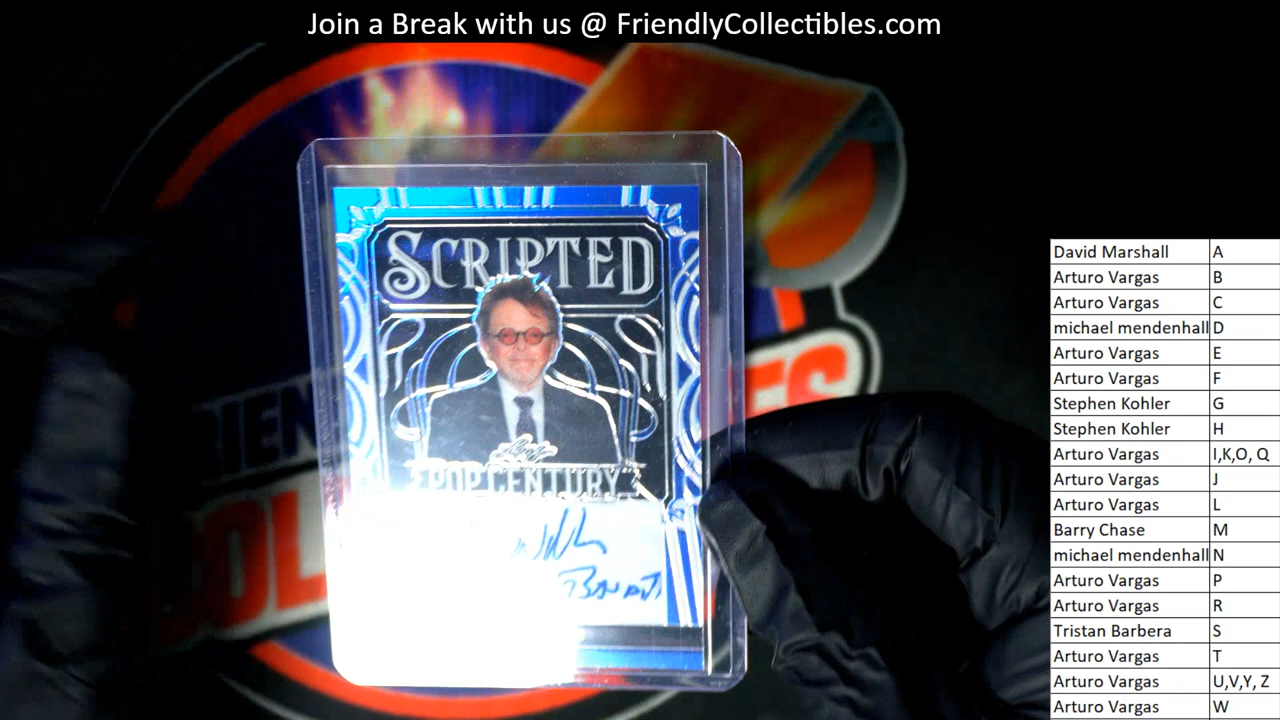 Join a Break with us @ FriendlyCollectibles.com
SCRIPTED
Leaf
POP CENTURY
David Marshall A
Arturo Vargas B
Arturo Vargas C
michael mendenhall D
Arturo Vargas E
Arturo Vargas F
Stephen Kohler G
Stephen Kohler H
Arturo Vargas I,K,O, Q
Arturo Vargas J
Arturo Vargas L
Barry Chase M
michael mendenhall N
Arturo Vargas P
Arturo Vargas R
Tristan Barbera S
Arturo Vargas T
Arturo Vargas U,V,Y, Z
Arturo Vargas W